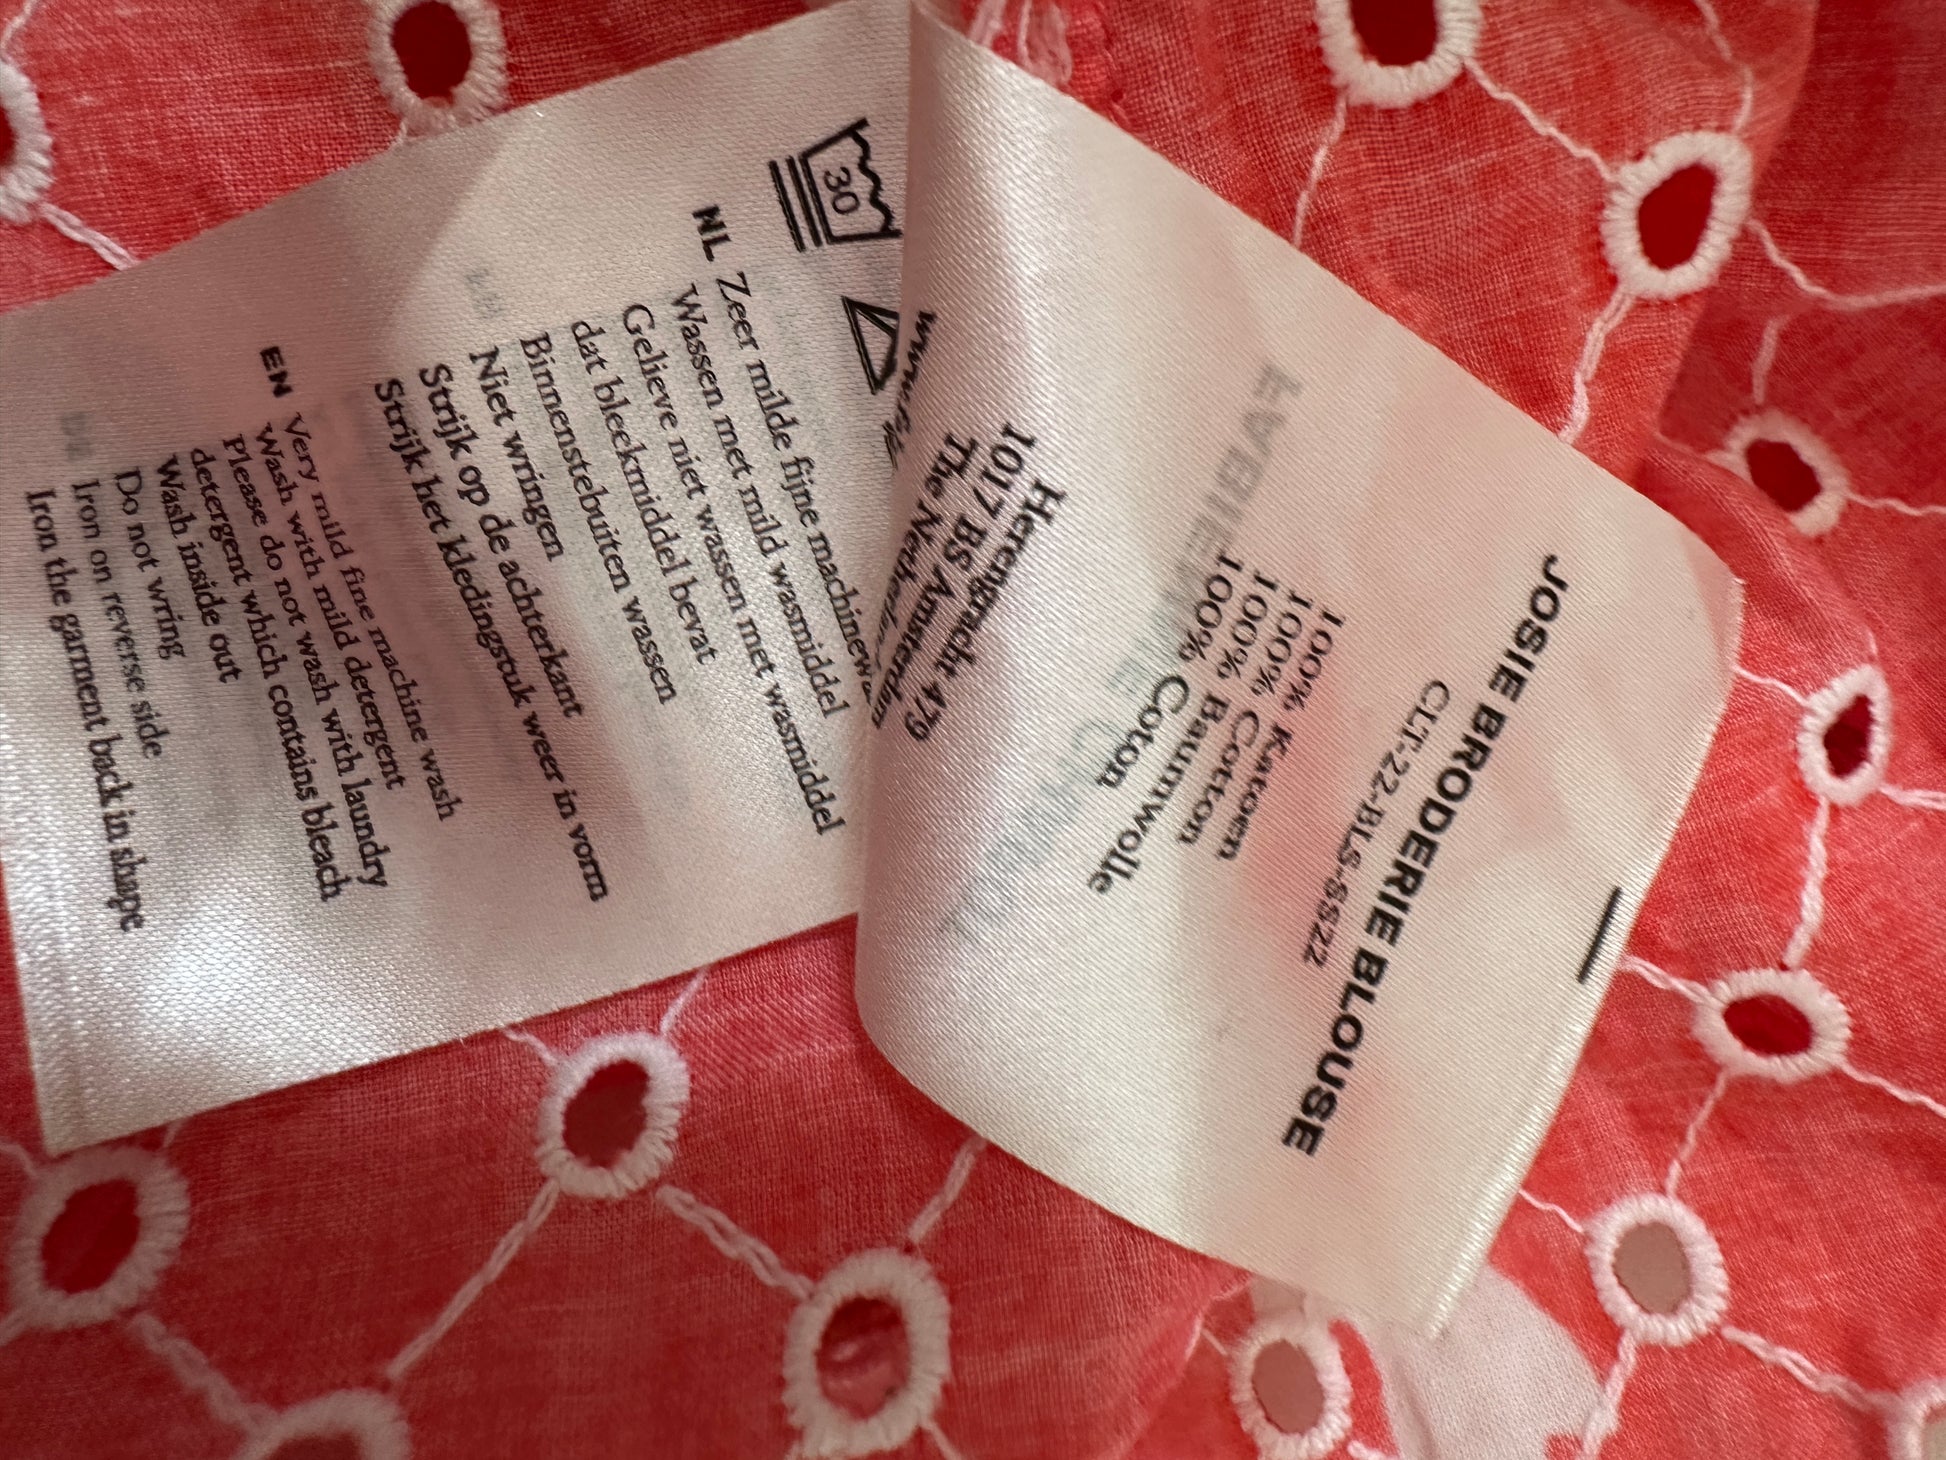 30
NL Zeer milde fijne
Wassen met mild wasmiddel
Gelieve niet wassen met wasmiddel
dat bleekmiddel bevat
Binnenstebuiten wassen
Niet wringen
Strijk op de achterkant
Strijk het kledingstuk weer in vorm
EN Very mild fine machine wash
Wash with mild detergent
Please do not wash with laundry
detergent which contains bleach
Wash inside out
Do not wring
Iron on reverse side
Iron the garment back in shape
JOSIE BRODERIE BLOUSE
CLT-22-BLS-SS22
100% Katoen
100% Cotton
100% Baumwolle
100% Coton
Herengracht 479
1017 BS Amsterdam
The